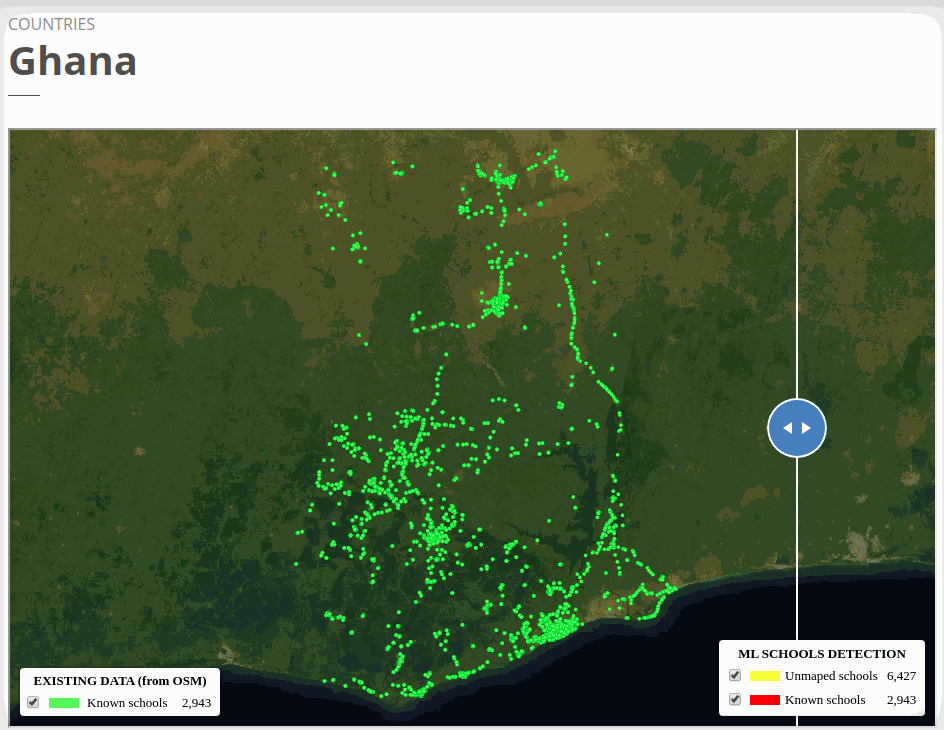 COUNTRIES
Ghana
EXISTING DATA (from OSM)
Known schools 2,943
ML SCHOOLS DETECTION
Unmaped schools 6,427
Known schools 2,943